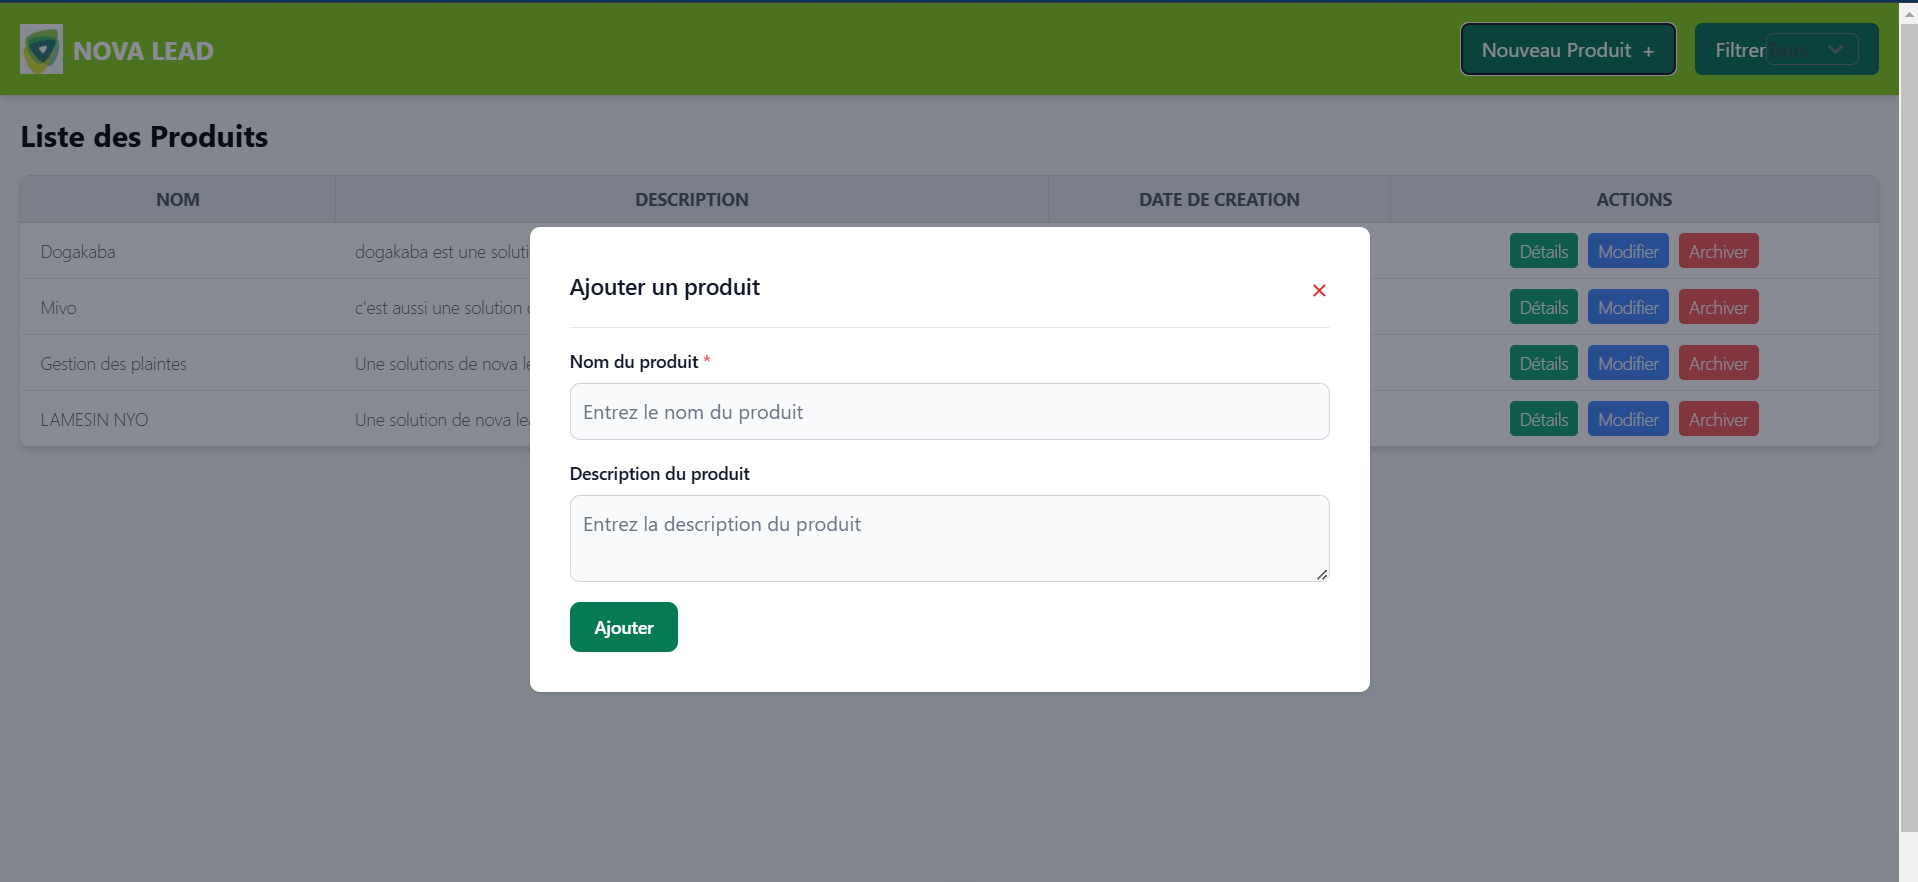 NOVA LEAD
Nouveau Produit +
Filtrer
Liste des Produits
NOM DESCRIPTION DATE DE CREATION ACTIONS
Dogakaba dogakaba est une soluti Détails Modifier Archiver
Mivo c'est aussi une solution Détails Modifier Archiver
Gestion des plaintes Une solutions de nova Détails Modifier Archiver
LAMESIN NYO Une solution de nova Détails Modifier Archiver
Ajouter un produit
Nom du produit *
Entrez le nom du produit
Description du produit
Entrez la description du produit
Ajouter